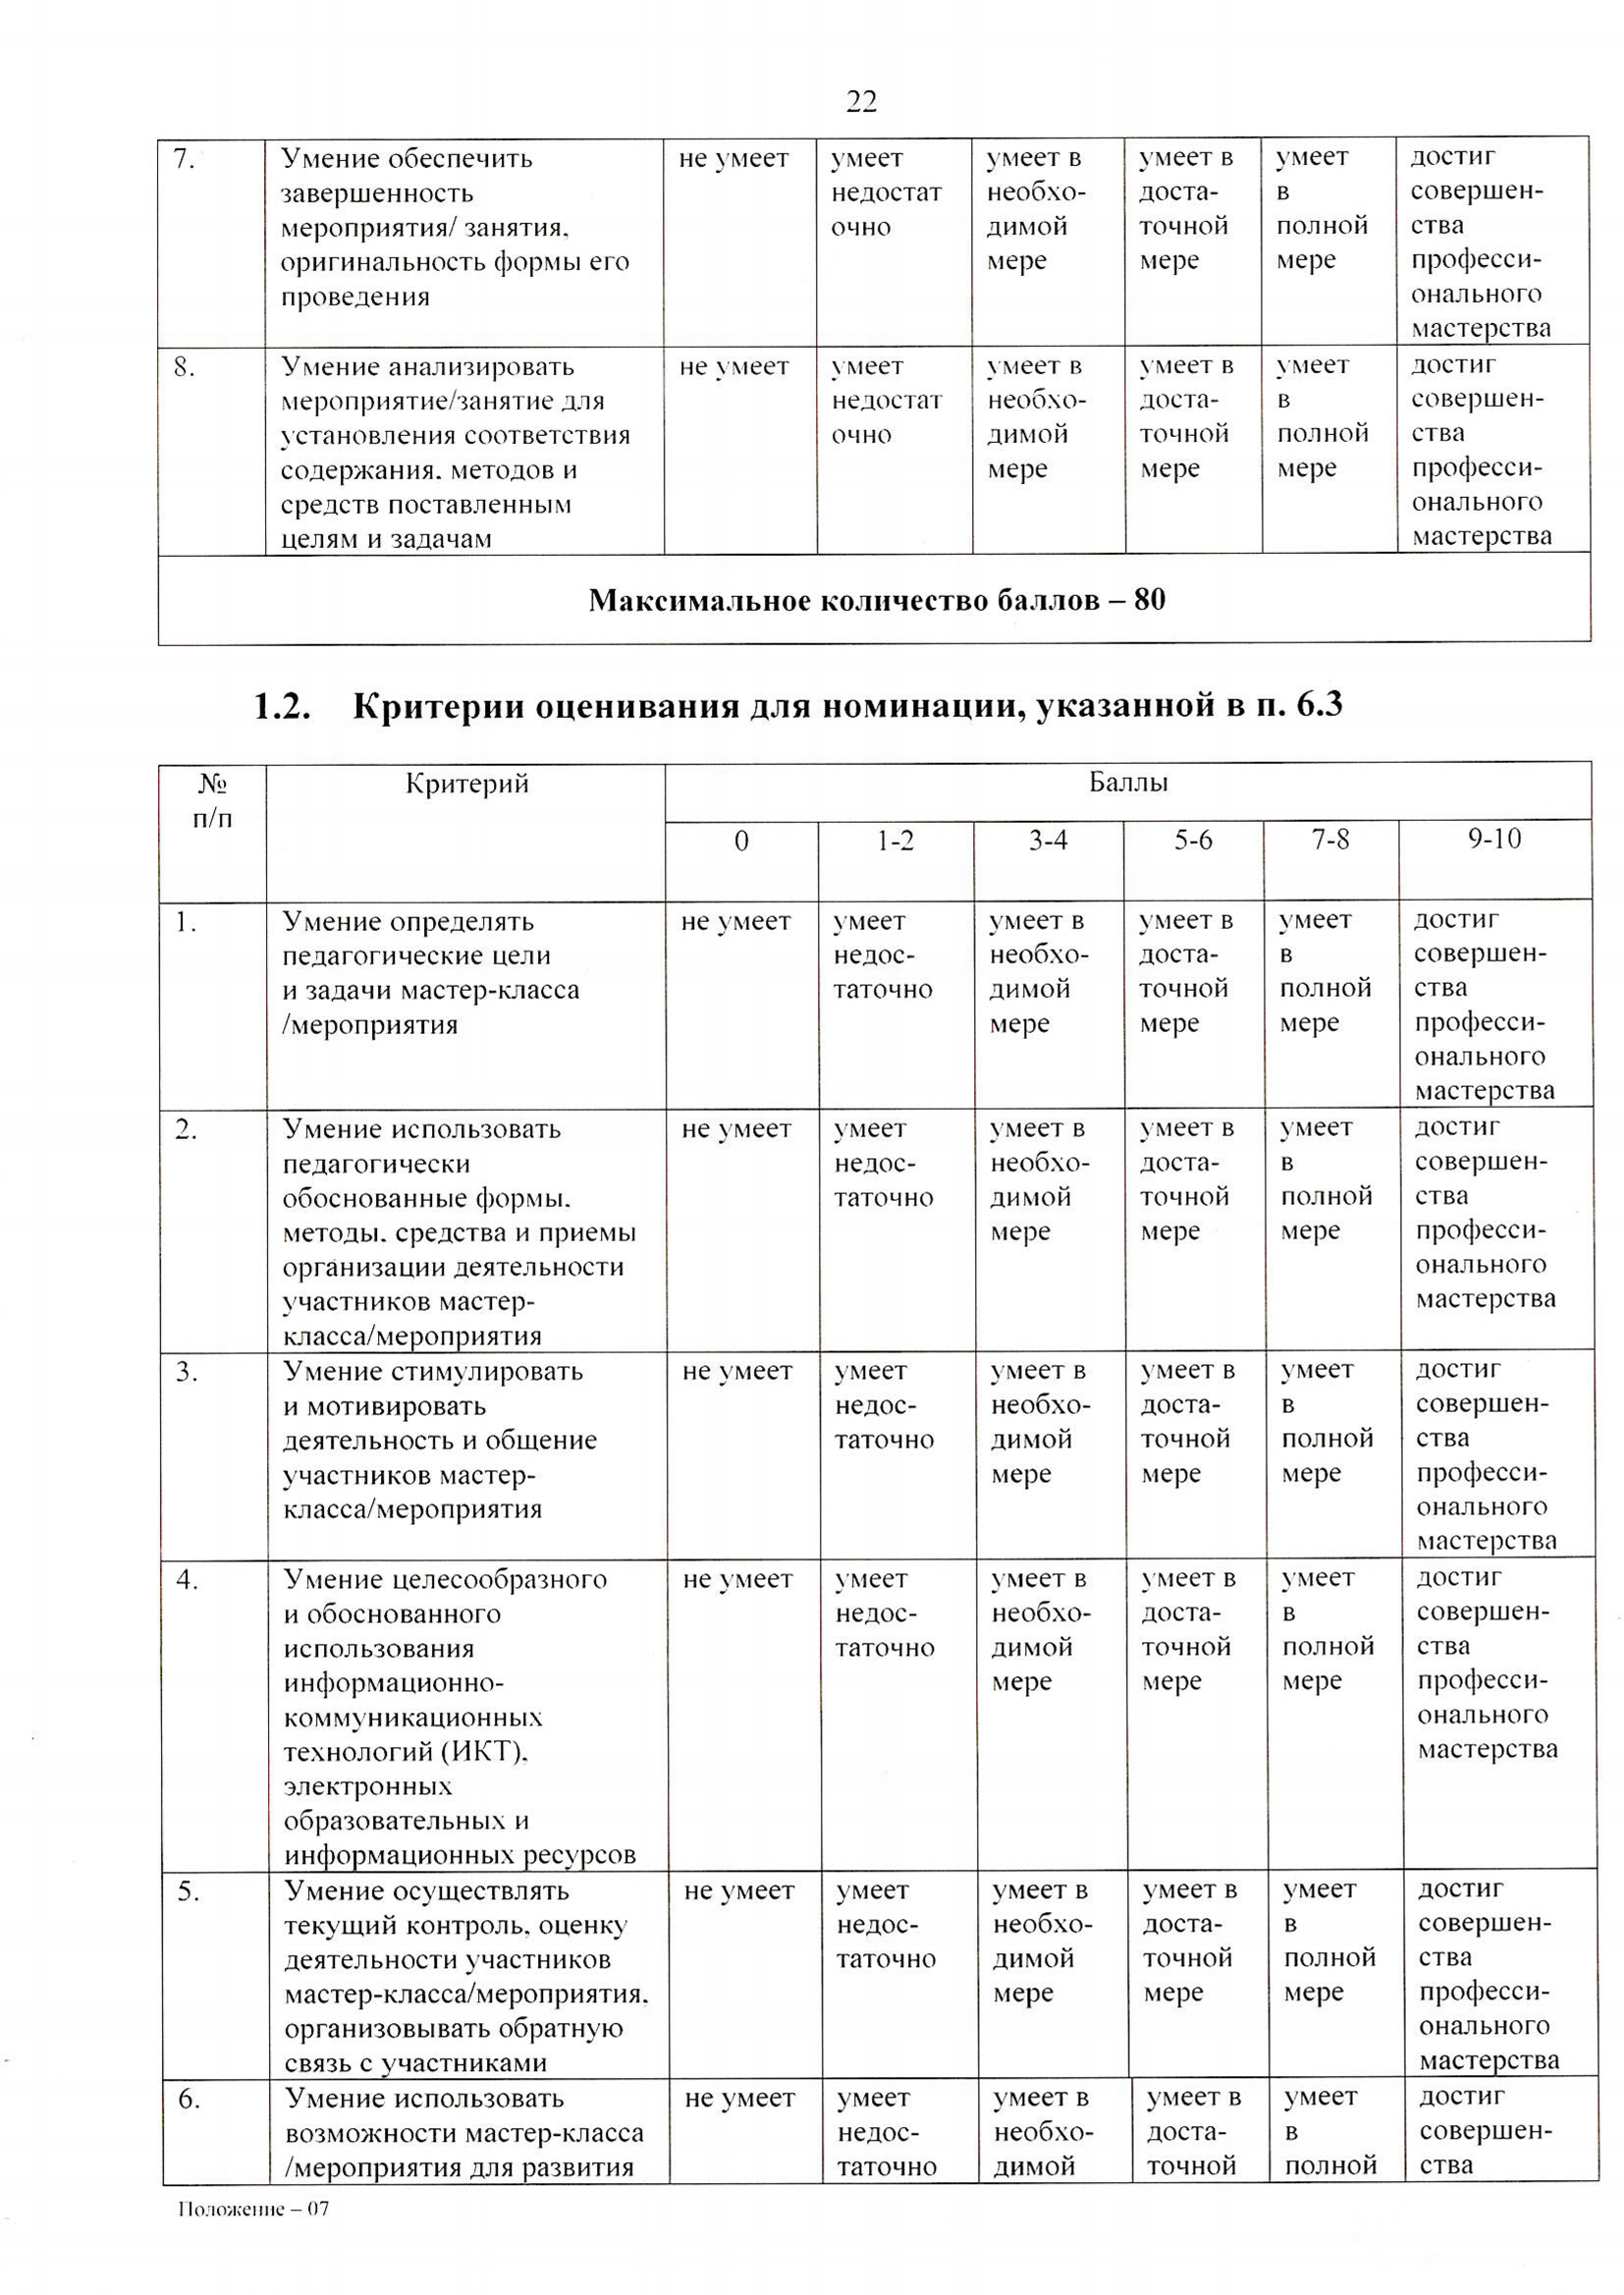 22
7.
Умение обеспечить
завершенность
мероприятия/ занятия,
оригинальность формы его
проведения
не умеет
умеет
недостат
очно
умеет в
необхо-
димой
мере
умеет в
доста-
точной
мере
умеет
в
полной
мере
достиг
совершен-
ства
професси-
онального
мастерства
8.
Умение анализировать
мероприятие/занятие для
установления соответствия
содержания, методов и
средств поставленным
целям и задачам
не умеет
умеет
недостат
очно
умеет в
необхо-
димой
мере
умеет в
доста-
точной
мере
умеет
в
полной
мере
достиг
совершен-
ства
професси-
онального
мастерства
Максимальное количество баллов – 80
1.2. Критерии оценивания для номинации, указанной в п. 6.3
№
п/п
Критерий
Баллы
0
1-2
3-4
5-6
7-8
9-10
1.
Умение определять
педагогические цели
и задачи мастер-класса
/мероприятия
не умеет
умеет
недос-
таточно
умеет в
необхо-
димой
мере
умеет в
доста-
точной
мере
умеет
в
полной
мере
достиг
совершен-
ства
професси-
онального
мастерства
2.
Умение использовать
педагогически
обоснованные формы,
методы, средства и приемы
организации деятельности
участников мастер-
класса/мероприятия
не умеет
умеет
недос-
таточно
умеет в
необхо-
димой
мере
умеет в
доста-
точной
мере
умеет
в
полной
мере
достиг
совершен-
ства
професси-
онального
мастерства
3.
Умение стимулировать
и мотивировать
деятельность и общение
участников мастер-
класса/мероприятия
не умеет
умеет
недос-
таточно
умеет в
необхо-
димой
мере
умеет в
доста-
точной
мере
умеет
в
полной
мере
достиг
совершен-
ства
професси-
онального
мастерства
4.
Умение целесообразного
и обоснованного
использования
информационно-
коммуникационных
технологий (ИКТ),
электронных
образовательных и
информационных ресурсов
не умеет
умеет
недос-
таточно
умеет в
необхо-
димой
мере
умеет в
доста-
точной
мере
умеет
в
полной
мере
достиг
совершен-
ства
професси-
онального
мастерства
5.
Умение осуществлять
текущий контроль, оценку
деятельности участников
мастер-класса/мероприятия,
организовывать обратную
связь с участниками
не умеет
умеет
недос-
таточно
умеет в
необхо-
димой
мере
умеет в
доста-
точной
мере
умеет
в
полной
мере
достиг
совершен-
ства
професси-
онального
мастерства
6.
Умение использовать
возможности мастер-класса
/мероприятия для развития
не умеет
умеет
недос-
таточно
умеет в
необхо-
димой
умеет в
доста-
точной
умеет
в
полной
достиг
совершен-
ства
Положение – 07